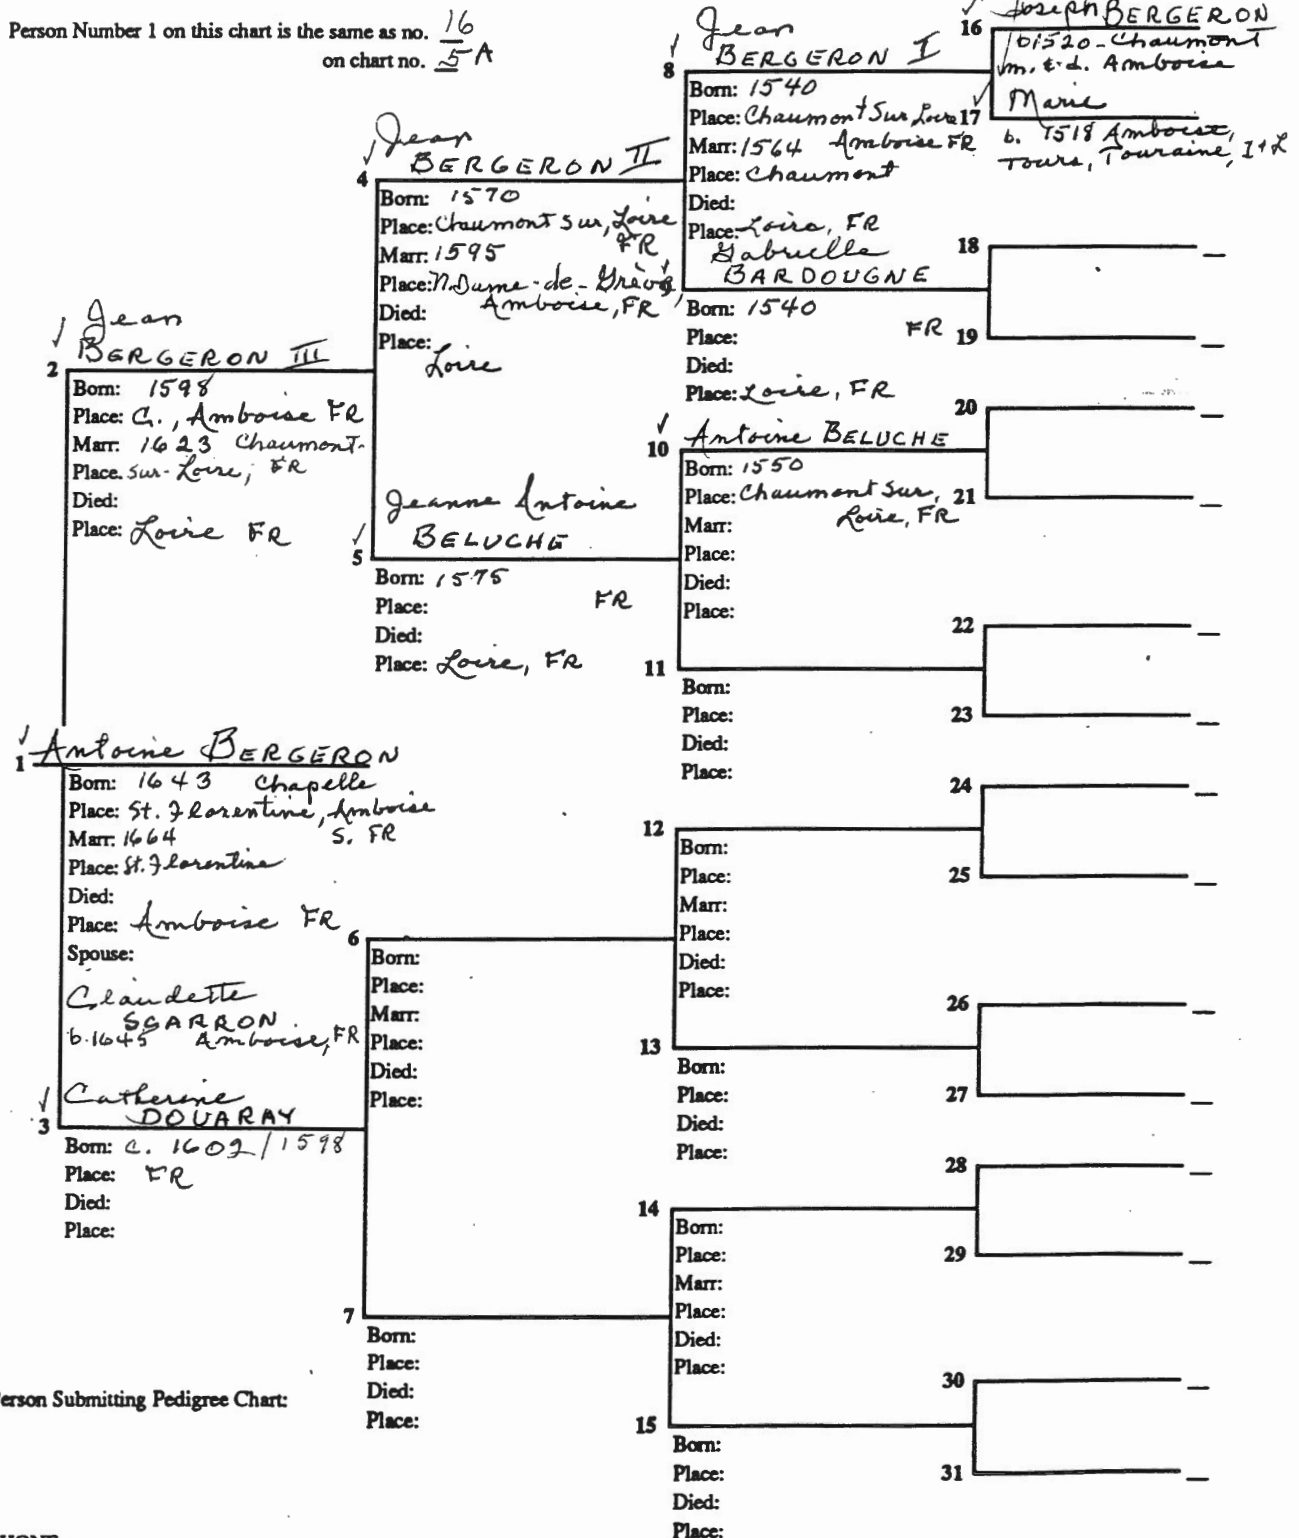 Person Number 1 on this chart is the same as no. 16
on chart no. 5A
1 Antoine BERGERON
Born: 1643 Chapelle
Place: St. Florentine, Amboise
Marr: 1664 S. FR
Place: St. Florentine
Died:
Place: Amboise FR
Spouse:
Claudette
SGARRON
b. 1645 Amboise, FR
2 Jean
BERGERON III
Born: 1598
Place: C., Amboise FR
Marr: 1623 Chaumont-
Place. Sur-Loire, FR
Died:
Place: Loire FR
3 Catherine
DOUARAY
Born: c. 1602/1598
Place: FR
Died:
Place:
4 Jean
BERGERON II
Born: 1570
Place: Chaumont Sur, Loire
FR
Marr: 1595
Place: N Dame-de-Grève,
Died: Amboise, FR
Place:
Loire
5 Jeanne Antoine
BELUCHE
Born: 1575
Place: FR
Died:
Place: Loire, FR
6
Born:
Place:
Marr:
Place:
Died:
Place:
7
Born:
Place:
Died:
Place:
8 Jean
BERGERON I
Born: 1540
Place: Chaumont Sur Loire
Marr: 1564 Amboise FR
Place: Chaumont
Died:
Place: Loire, FR
Gabrielle
BARDOUGNE
Born: 1540
Place: FR
Died:
Place: Loire, FR
10 Antoine BELUCHE
Born: 1550
Place: Chaumont Sur,
Loire, FR
Marr:
Place:
Died:
Place:
11
Born:
Place:
Died:
Place:
12
Born:
Place:
Marr:
Place:
Died:
Place:
13
Born:
Place:
Died:
Place:
14
Born:
Place:
Marr:
Place:
Died:
Place:
15
Born:
Place:
Died:
Place:
16 Joseph BERGERON
b1520-Chaumont
m. & d. Amboise
17 Marie
b. 1518 Amboise,
Tours, Touraine, I+L
18
19
20
21
22
23
24
25
26
27
28
29
30
31
erson Submitting Pedigree Chart: